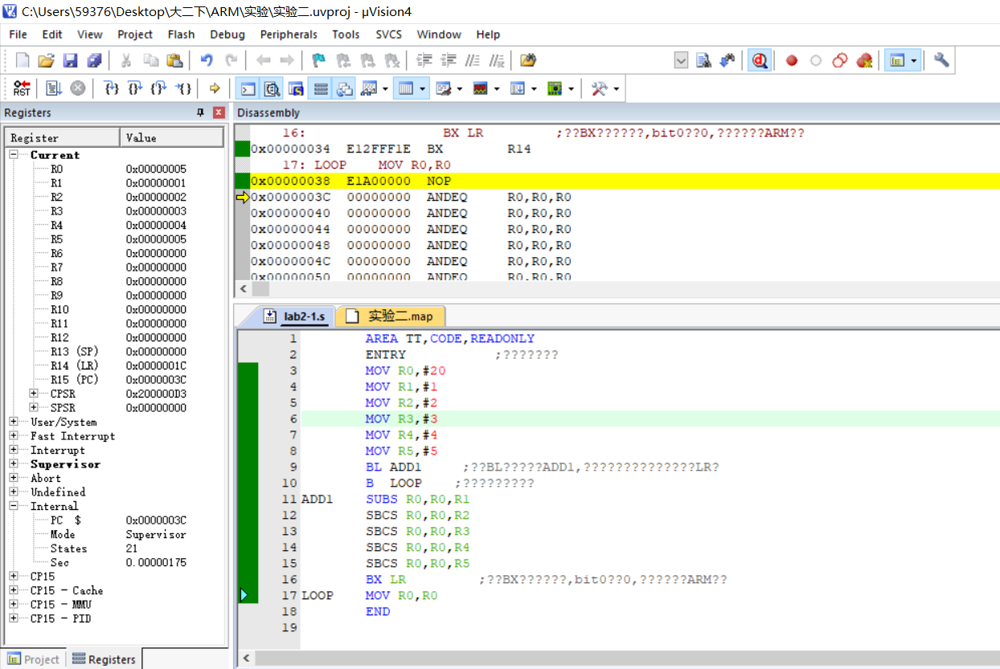 C:\Users\59376\Desktop\大二下\ARM\实验\实验二.uvproj - µVision4
File Edit View Project Flash Debug Peripherals Tools SVCS Window Help
RST
Registers
Register Value
Current
R0 0x00000005
R1 0x00000001
R2 0x00000002
R3 0x00000003
R4 0x00000004
R5 0x00000005
R6 0x00000000
R7 0x00000000
R8 0x00000000
R9 0x00000000
R10 0x00000000
R11 0x00000000
R12 0x00000000
R13 (SP) 0x00000000
R14 (LR) 0x0000001C
R15 (PC) 0x0000003C
CPSR 0x200000D3
SPSR 0x00000000
User/System
Fast Interrupt
Interrupt
Supervisor
Abort
Undefined
Internal
PC $ 0x0000003C
Mode Supervisor
States 21
Sec 0.00000175
CP15
CP15 - Cache
CP15 - MMU
CP15 - PID
Project Registers
Disassembly
16: BX LR ;??BX??????,bit0??0,??????ARM??
0x00000034 E12FFF1E BX R14
17: LOOP MOV R0,R0
0x00000038 E1A00000 NOP
0x0000003C 00000000 ANDEQ R0,R0,R0
0x00000040 00000000 ANDEQ R0,R0,R0
0x00000044 00000000 ANDEQ R0,R0,R0
0x00000048 00000000 ANDEQ R0,R0,R0
0x0000004C 00000000 ANDEQ R0,R0,R0
0x00000050 00000000 ANDEQ R0,R0,R0
lab2-1.s 实验二.map
1 AREA TT,CODE,READONLY
2 ENTRY ;???????
3 MOV R0,#20
4 MOV R1,#1
5 MOV R2,#2
6 MOV R3,#3
7 MOV R4,#4
8 MOV R5,#5
9 BL ADD1 ;??BL?????ADD1,??????????????LR?
10 B LOOP ;?????????
11 ADD1 SUBS R0,R0,R1
12 SBCS R0,R0,R2
13 SBCS R0,R0,R3
14 SBCS R0,R0,R4
15 SBCS R0,R0,R5
16 BX LR ;??BX??????,bit0??0,??????ARM??
17 LOOP MOV R0,R0
18 END
19